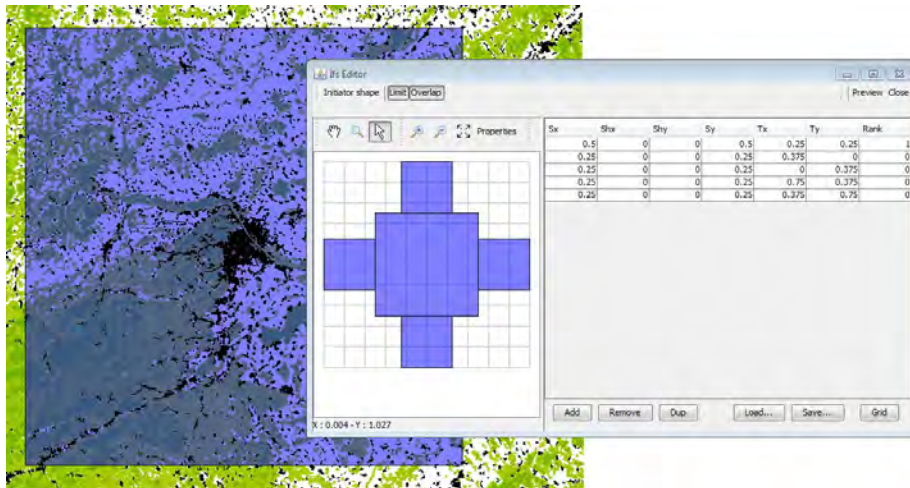 ifs Editor
Initiator shape Limit Overlap Preview Close
Properties
Sx Shx Shy Sy Tx Ty Rank
0.5 0 0 0.5 0.25 0.25 1
0.25 0 0 0.25 0.375 0 0
0.25 0 0 0.25 0 0.375 0
0.25 0 0 0.25 0.75 0.375 0
0.25 0 0 0.25 0.375 0.75 0
Add Remove Dup Load... Save... Grid
X : 0.004 - Y : 1.027